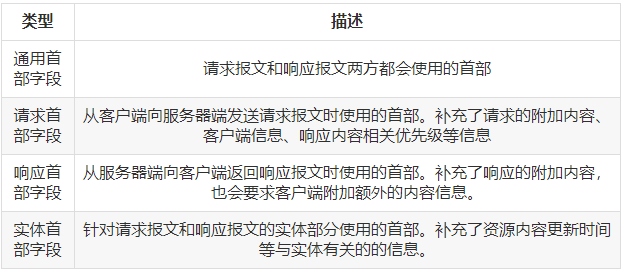 类型
描述
通用首
部字段
请求报文和响应报文两方都会使用的首部
请求首
部字段
从客户端向服务器端发送请求报文时使用的首部。补充了请求的附加内容、
客户端信息、响应内容相关优先级等信息
响应首
部字段
从服务器端向客户端返回响应报文时使用的首部。补充了响应的附加内容，
也会要求客户端附加额外的内容信息。
实体首
部字段
针对请求报文和响应报文的实体部分使用的首部。补充了资源内容更新时间
等与实体有关的的信息。